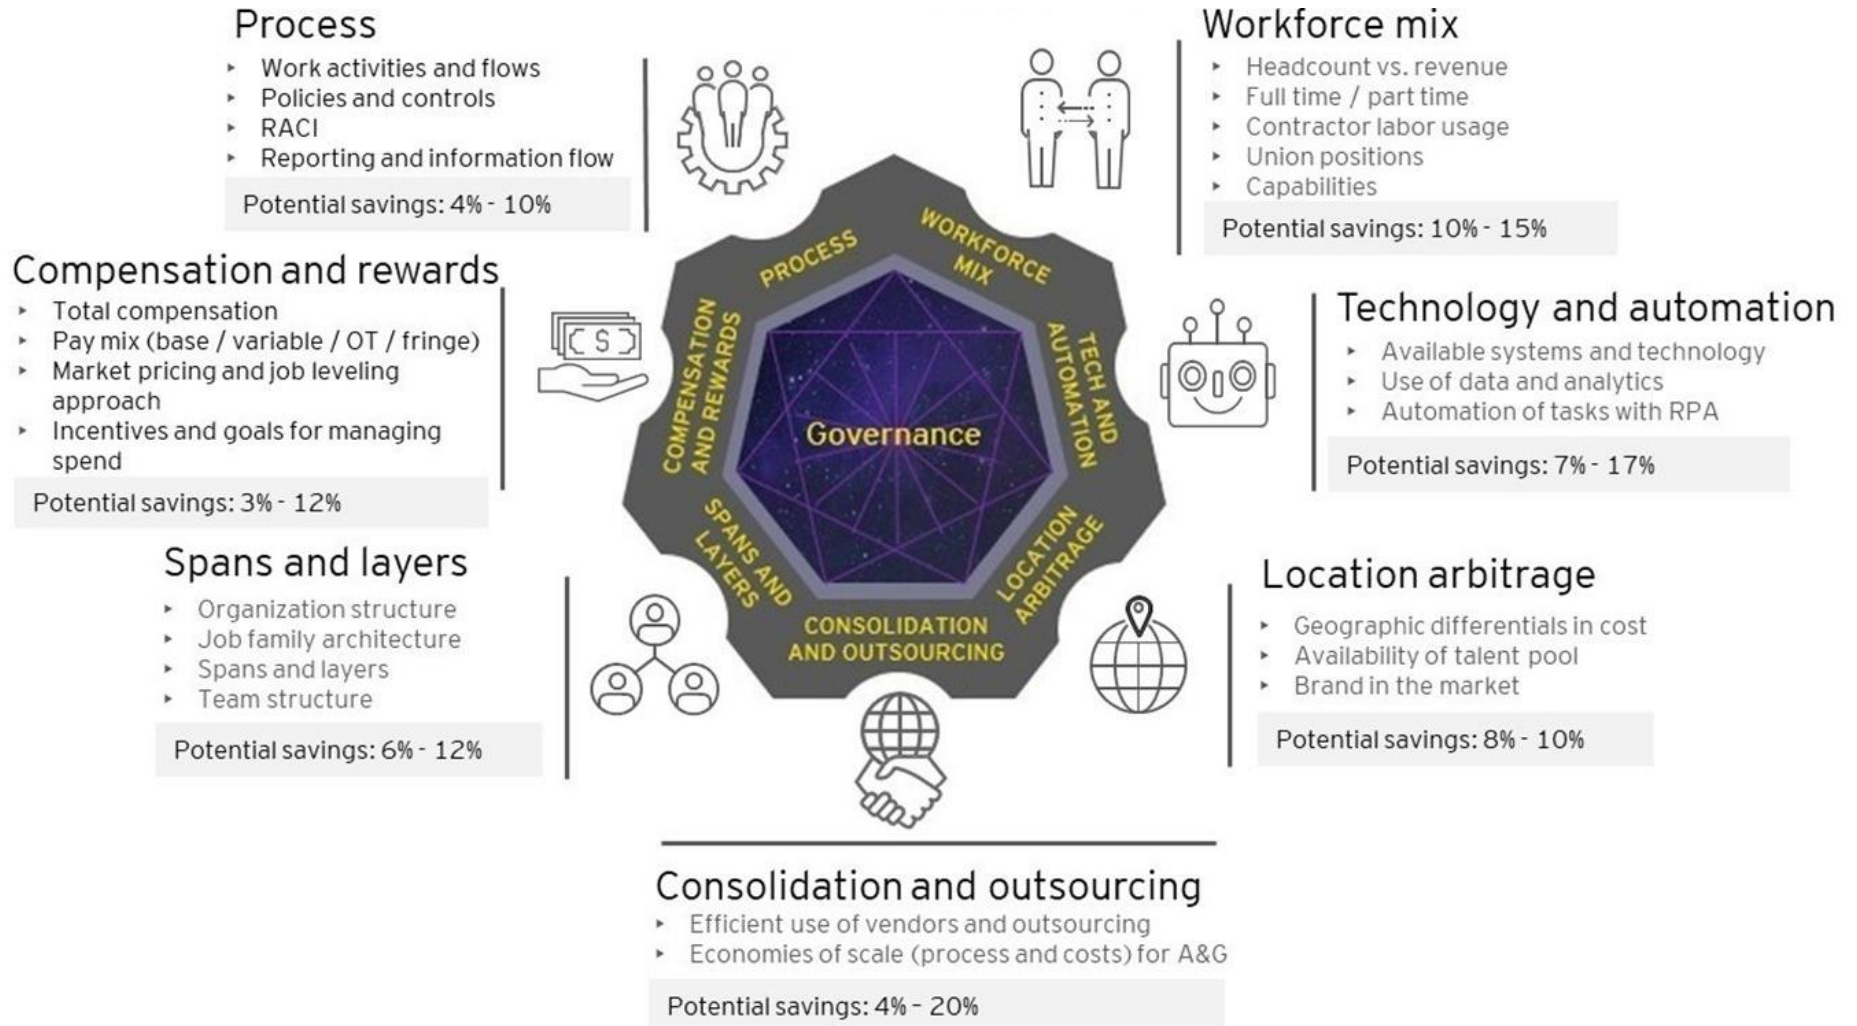 Process
Work activities and flows
Policies and controls
RACI
Reporting and information flow
Potential savings: 4% - 10%
Workforce mix
Headcount vs. revenue
Full time / part time
Contractor labor usage
Union positions
Capabilities
Potential savings: 10% - 15%
Compensation and rewards
Total compensation
Pay mix (base / variable / OT / fringe)
Market pricing and job leveling
approach
Incentives and goals for managing
spend
Potential savings: 3% - 12%
Technology and automation
Available systems and technology
Use of data and analytics
Automation of tasks with RPA
Potential savings: 7% - 17%
PROCESS
WORKFORCE
MIX
COMPENSATION
AND REWARDS
TECH AND
AUTOMATION
Governance
SPANS AND
LAYERS
LOCATION
ARBITRAGE
CONSOLIDATION
AND OUTSOURCING
Spans and layers
Organization structure
Job family architecture
Spans and layers
Team structure
Potential savings: 6% - 12%
Location arbitrage
Geographic differentials in cost
Availability of talent pool
Brand in the market
Potential savings: 8% - 10%
Consolidation and outsourcing
Efficient use of vendors and outsourcing
Economies of scale (process and costs) for A&G
Potential savings: 4% – 20%